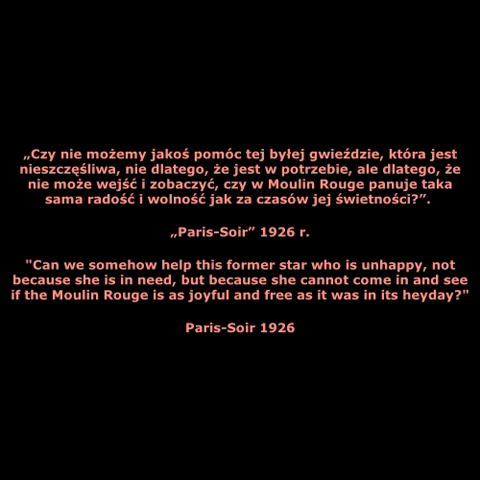 „Czy nie możemy jakoś pomóc tej byłej gwieździe, która jest
nieszczęśliwa, nie dlatego, że jest w potrzebie, ale dlatego, że
nie może wejść i zobaczyć, czy w Moulin Rouge panuje taka
sama radość i wolność jak za czasów jej świetności?”.
„Paris-Soir” 1926 r.
"Can we somehow help this former star who is unhappy, not
because she is in need, but because she cannot come in and see
if the Moulin Rouge is as joyful and free as it was in its heyday?"
Paris-Soir 1926